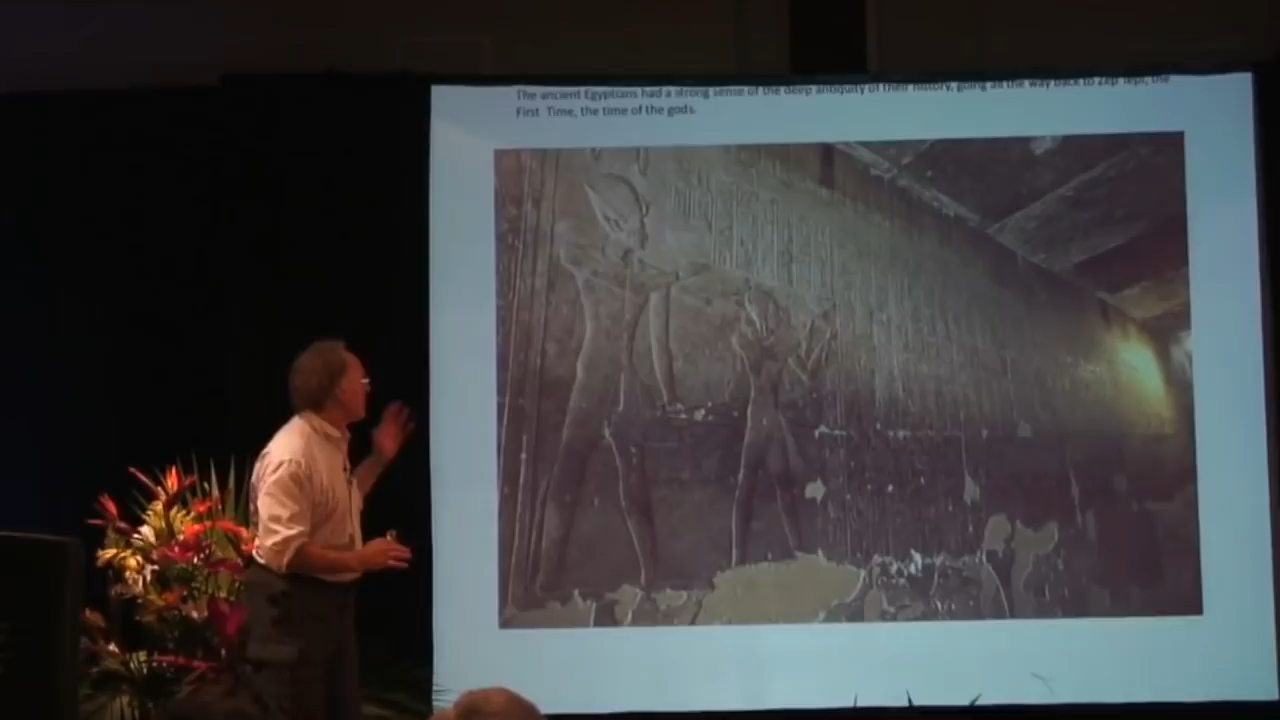 The ancient Egyptians had a strong sense of the deep antiquity of their history, going all the way back to Zep Tepi, the
First Time, the time of the gods